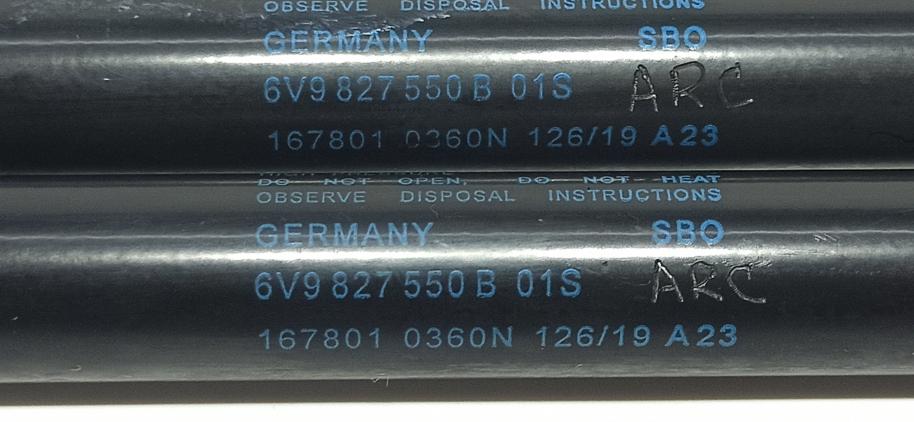 OBSERVE DISPOSAL INSTRUCTIONS
GERMANY SBO
6V9 827 550 B 01S ARC
167801 0360N 126/19 A23
DO NOT OPEN, DO NOT HEAT
OBSERVE DISPOSAL INSTRUCTIONS
GERMANY SBO
6V9 827 550 B 01S ARC
167801 0360N 126/19 A23